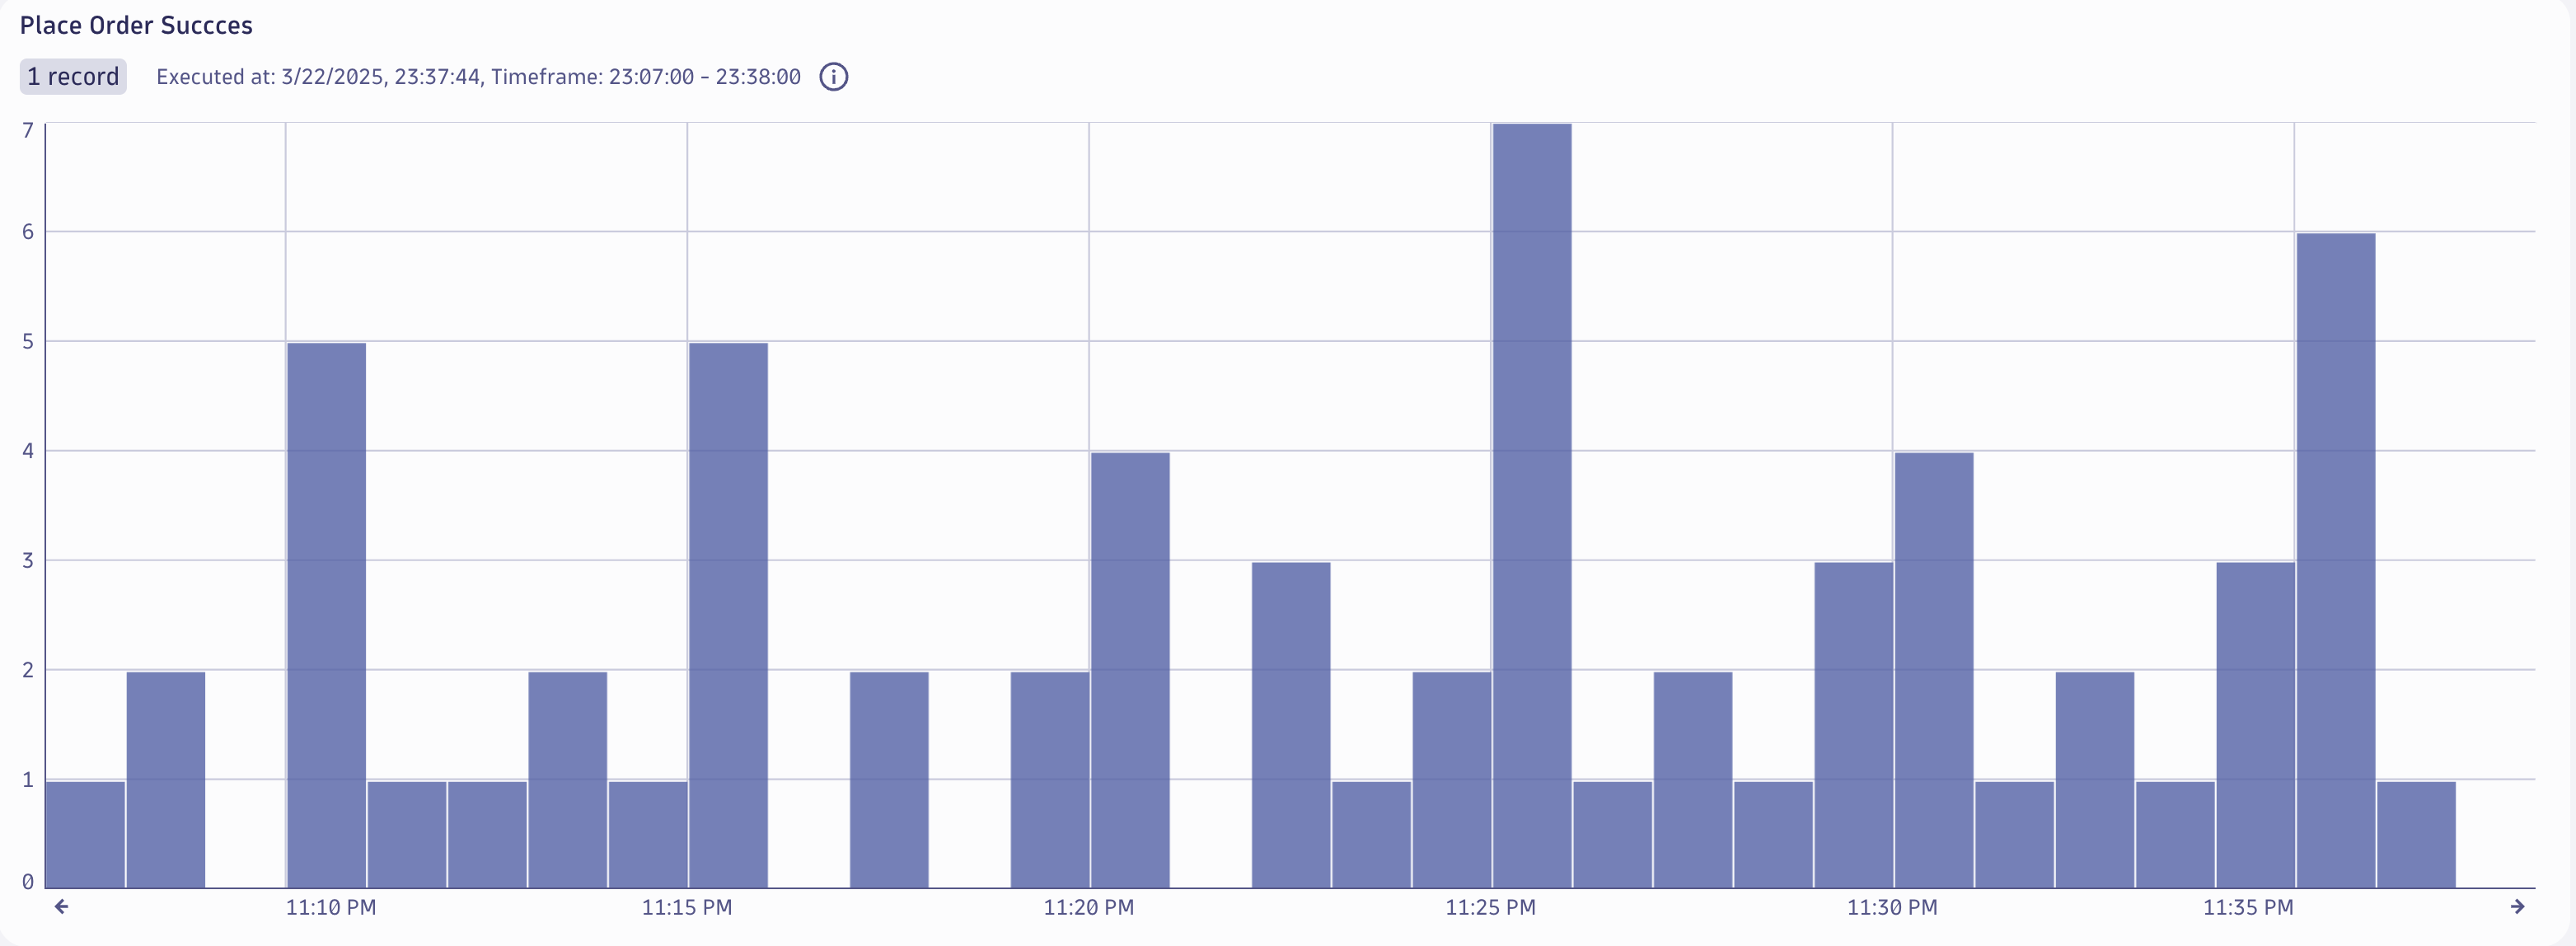 Place Order Succces
1 record Executed at: 3/22/2025, 23:37:44, Timeframe: 23:07:00 - 23:38:00
7
6
5
4
3
2
1
0
11:10 PM 11:15 PM 11:20 PM 11:25 PM 11:30 PM 11:35 PM